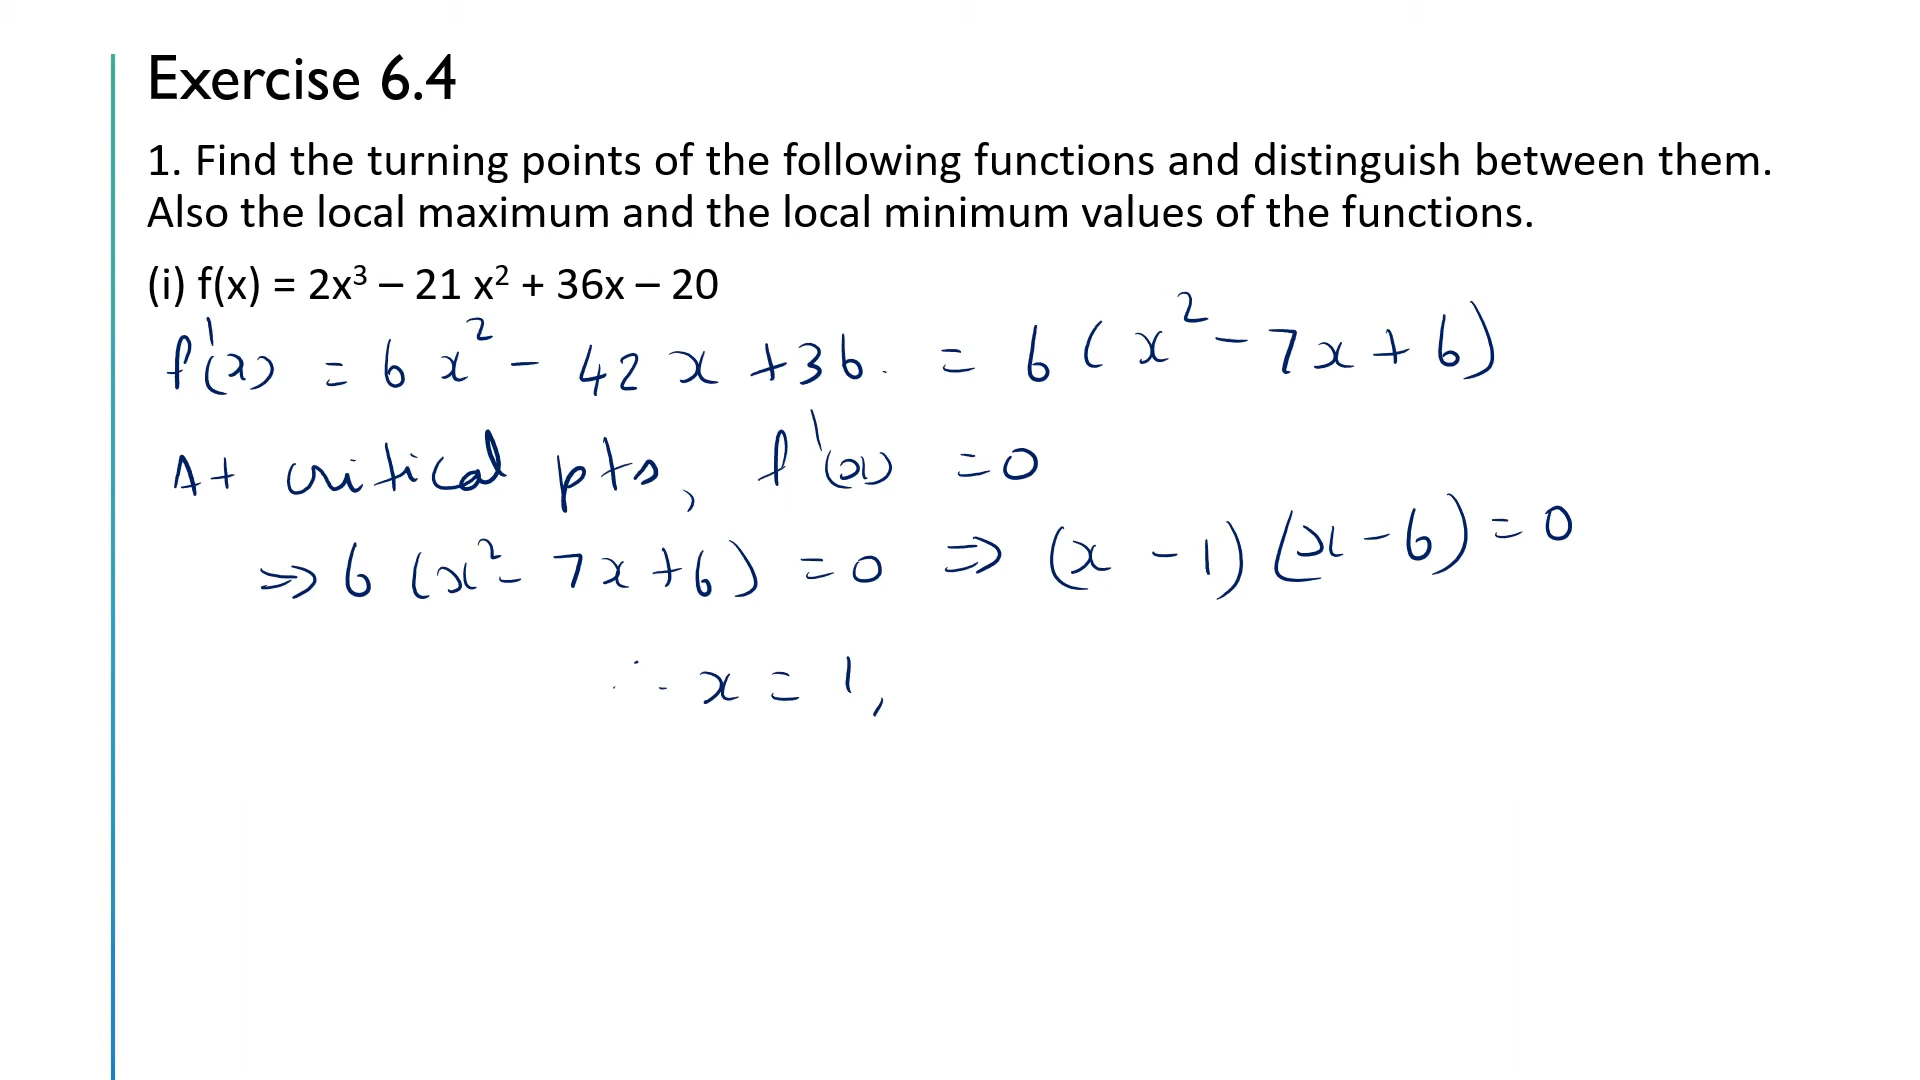 Exercise 6.4
1. Find the turning points of the following functions and distinguish between them.
Also the local maximum and the local minimum values of the functions.
(i) f(x) = 2x³ – 21 x² + 36x – 20
f'(x) = 6x² - 42x +36. = 6(x² - 7x + 6)
At critical pts, f'(x) = 0
⇒ 6(x² - 7x +6) = 0 ⇒ (x - 1)(x - 6) = 0
∴ x = 1,